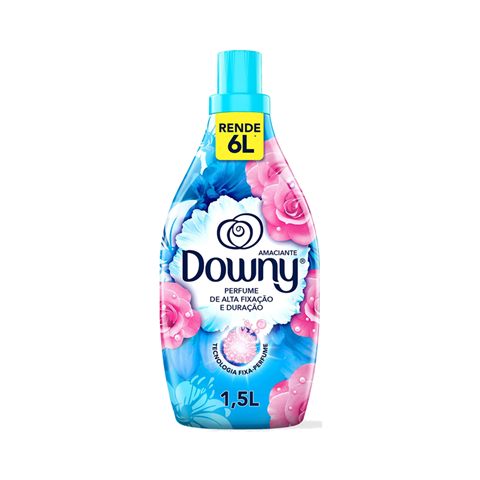 RENDE
6L*
AMACIANTE
Downy®
PERFUME
DE ALTA FIXAÇÃO
E DURAÇÃO
TECNOLOGIA FIXA-PERFUME
1,5L